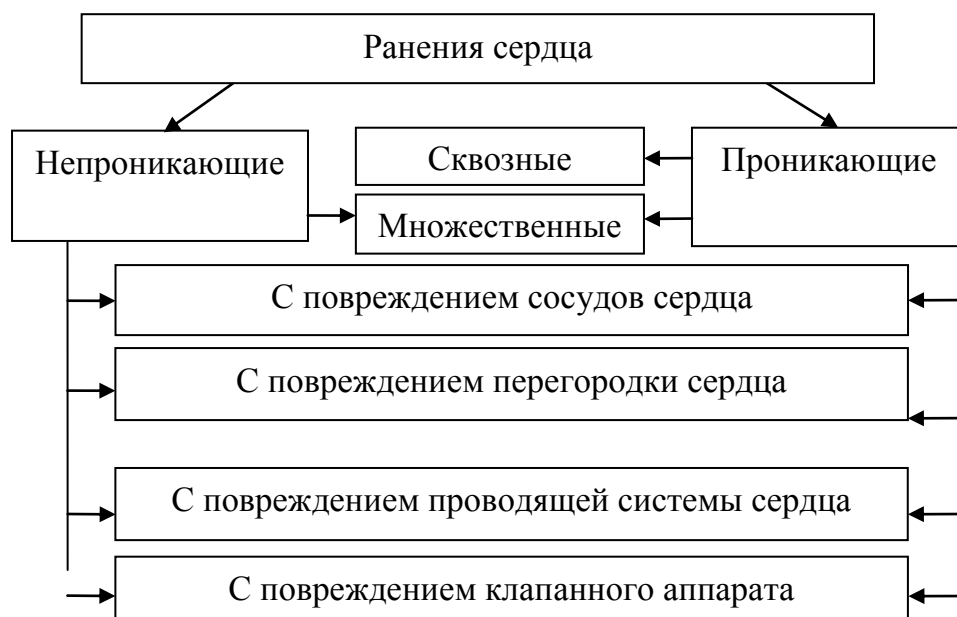 Ранения сердца
Непроникающие
Сквозные
Проникающие
Множественные
С повреждением сосудов сердца
С повреждением перегородки сердца
С повреждением проводящей системы сердца
С повреждением клапанного аппарата